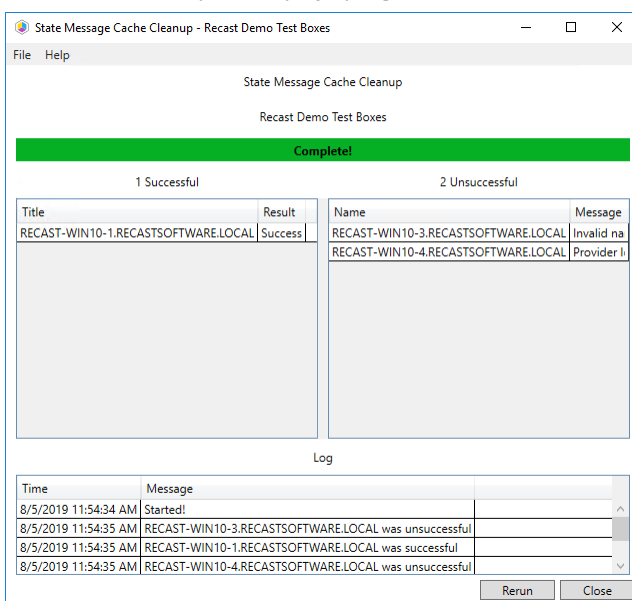 State Message Cache Cleanup - Recast Demo Test Boxes
File Help
State Message Cache Cleanup
Recast Demo Test Boxes
Complete!
1 Successful
2 Unsuccessful
Title Result
RECAST-WIN10-1.RECASTSOFTWARE.LOCAL Success
Name Message
RECAST-WIN10-3.RECASTSOFTWARE.LOCAL Invalid na
RECAST-WIN10-4.RECASTSOFTWARE.LOCAL Provider
Log
Time Message
8/5/2019 11:54:34 AM Started!
8/5/2019 11:54:35 AM RECAST-WIN10-3.RECASTSOFTWARE.LOCAL was unsuccessful
8/5/2019 11:54:35 AM RECAST-WIN10-1.RECASTSOFTWARE.LOCAL was successful
8/5/2019 11:54:35 AM RECAST-WIN10-4.RECASTSOFTWARE.LOCAL was unsuccessful
Rerun Close